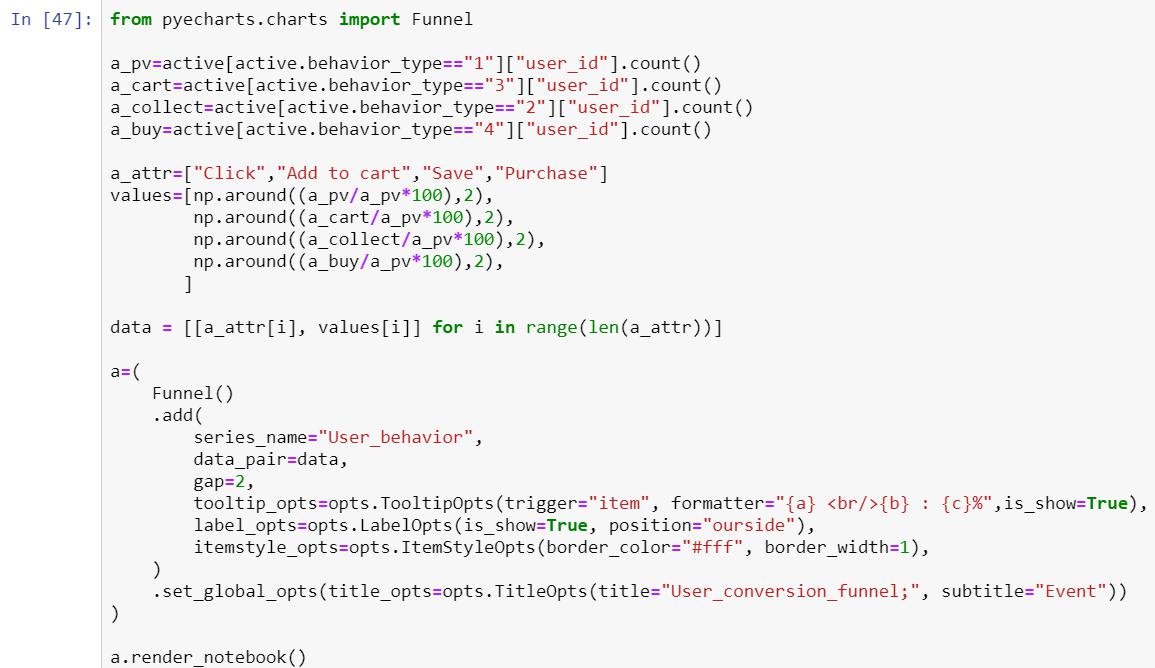 In [47]: from pyecharts.charts import Funnel

a_pv=active[active.behavior_type=="1"]["user_id"].count()
a_cart=active[active.behavior_type=="3"]["user_id"].count()
a_collect=active[active.behavior_type=="2"]["user_id"].count()
a_buy=active[active.behavior_type=="4"]["user_id"].count()

a_attr=["Click","Add to cart","Save","Purchase"]
values=[np.around((a_pv/a_pv*100),2),
        np.around((a_cart/a_pv*100),2),
        np.around((a_collect/a_pv*100),2),
        np.around((a_buy/a_pv*100),2),
       ]

data = [[a_attr[i], values[i]] for i in range(len(a_attr))]

a=(
    Funnel()
    .add(
        series_name="User_behavior",
        data_pair=data,
        gap=2,
        tooltip_opts=opts.TooltipOpts(trigger="item", formatter="{a} <br/>{b} : {c}%",is_show=True),
        label_opts=opts.LabelOpts(is_show=True, position="ourside"),
        itemstyle_opts=opts.ItemStyleOpts(border_color="#fff", border_width=1),
    )
    .set_global_opts(title_opts=opts.TitleOpts(title="User_conversion_funnel;", subtitle="Event"))
)

a.render_notebook()